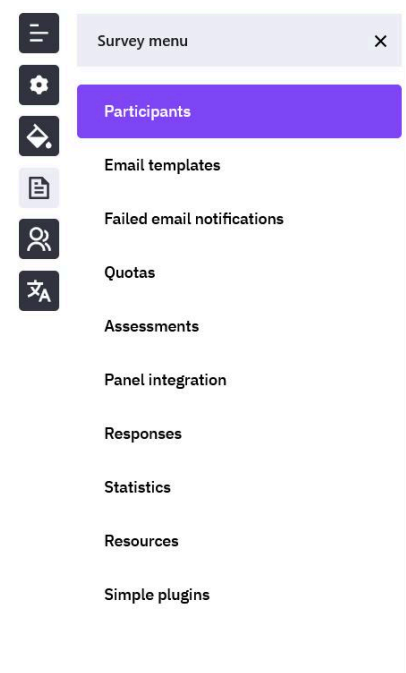 Survey menu
Participants
Email templates
Failed email notifications
Quotas
Assessments
Panel integration
Responses
Statistics
Resources
Simple plugins